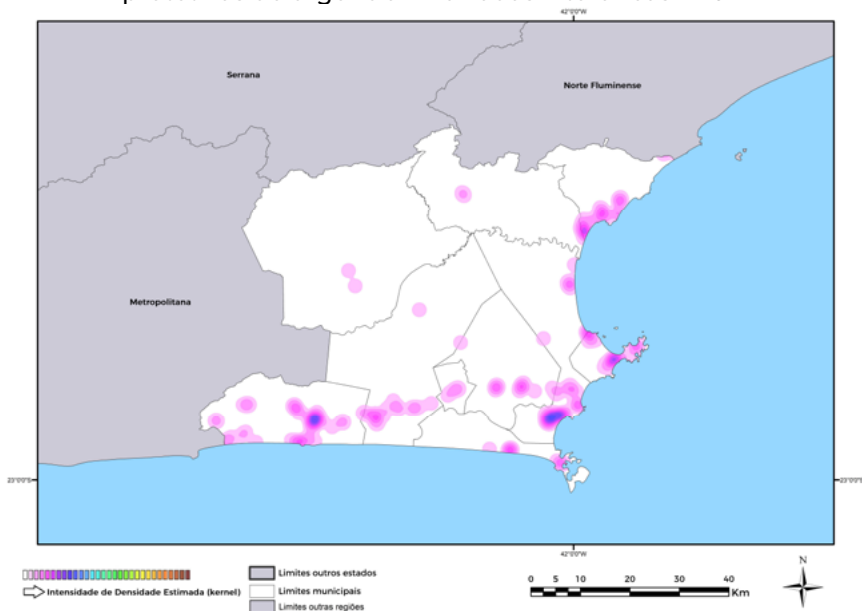 42°0'0"W
Serrana
Norte Fluminense
Metropolitana
23°0'0"S
23°0'0"S
42°0'0"W
Intensidade de Densidade Estimada (kernel)
Limites outros estados
Limites municipais
Limites outras regiões
0 5 10 20 30 40
Km
N